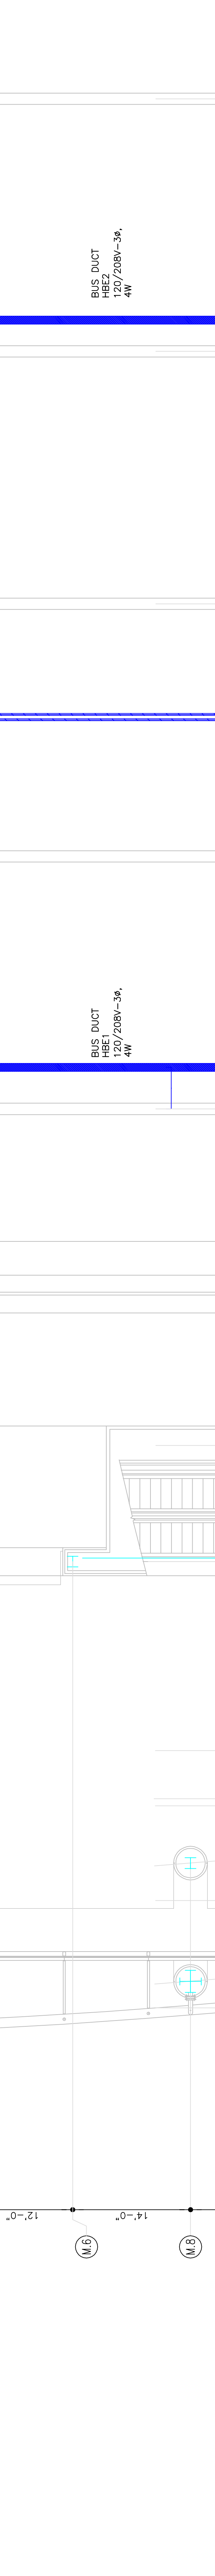 BUS DUCT
HBE2
120/208V-3ø,
4W
BUS DUCT
HBE1
120/208V-3ø,
4W
12'-0"
14'-0"
M.6
M.8